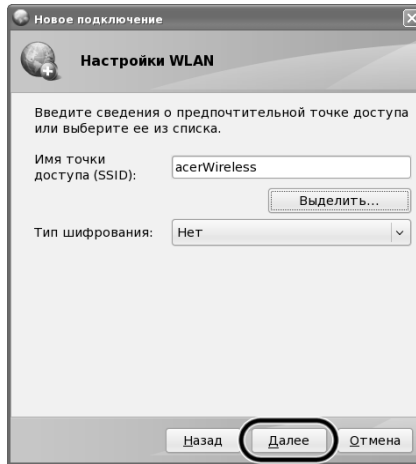 Новое подключение
Настройки WLAN
Введите сведения о предпочтительной точке доступа
или выберите ее из списка.
Имя точки
доступа (SSID):
acerWireless
Выделить...
Тип шифрования:
Нет
Назад
Далее
Отмена